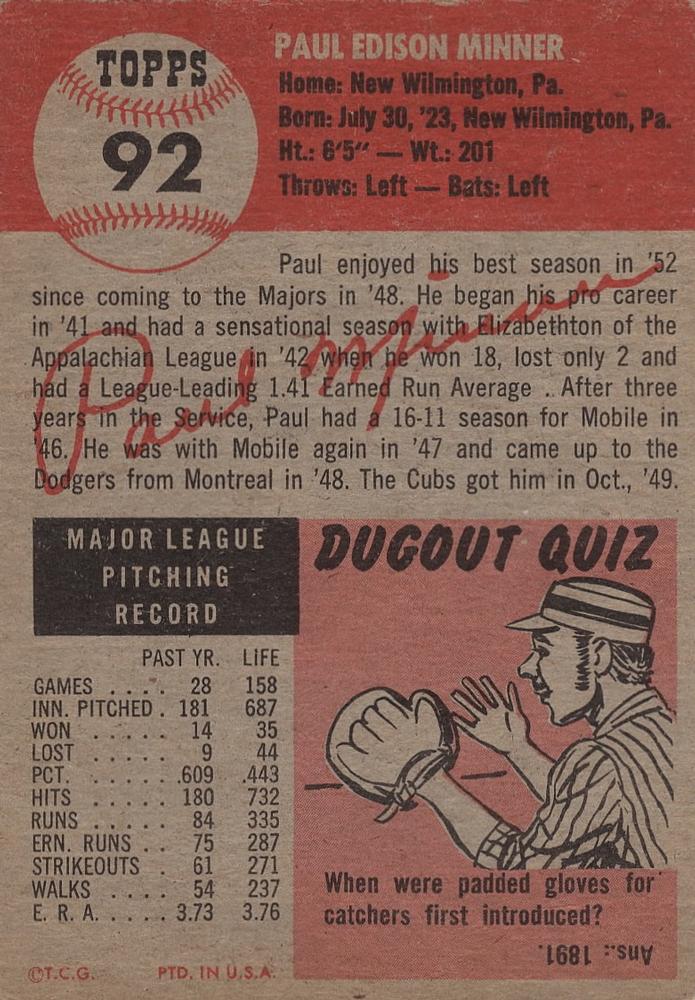 TOPPS
92
PAUL EDISON MINNER
Home: New Wilmington, Pa.
Born: July 30, '23, New Wilmington, Pa.
Ht.: 6'5" — Wt.: 201
Throws: Left — Bats: Left
Paul enjoyed his best season in '52
since coming to the Majors in '48. He began his pro career
in '41 and had a sensational season with Elizabethton of the
Appalachian League in '42 when he won 18, lost only 2 and
had a League-Leading 1.41 Earned Run Average . . After three
years in the Service, Paul had a 16-11 season for Mobile in
'46. He was with Mobile again in '47 and came up to the
Dodgers from Montreal in '48. The Cubs got him in Oct., '49.
Paul Minner
MAJOR LEAGUE
PITCHING
RECORD
PAST YR. LIFE
GAMES . . . . 28 158
INN. PITCHED . 181 687
WON . . . . . 14 35
LOST . . . . . 9 44
PCT. . . . . . .609 .443
HITS . . . . . 180 732
RUNS . . . . . 84 335
ERN. RUNS . . 75 287
STRIKEOUTS . 61 271
WALKS . . . . 54 237
E. R. A. . . . . . 3.73 3.76
©T.C.G. PTD. IN U.S.A.
DUGOUT QUIZ
When were padded gloves for
catchers first introduced?
Ans.: 1891.